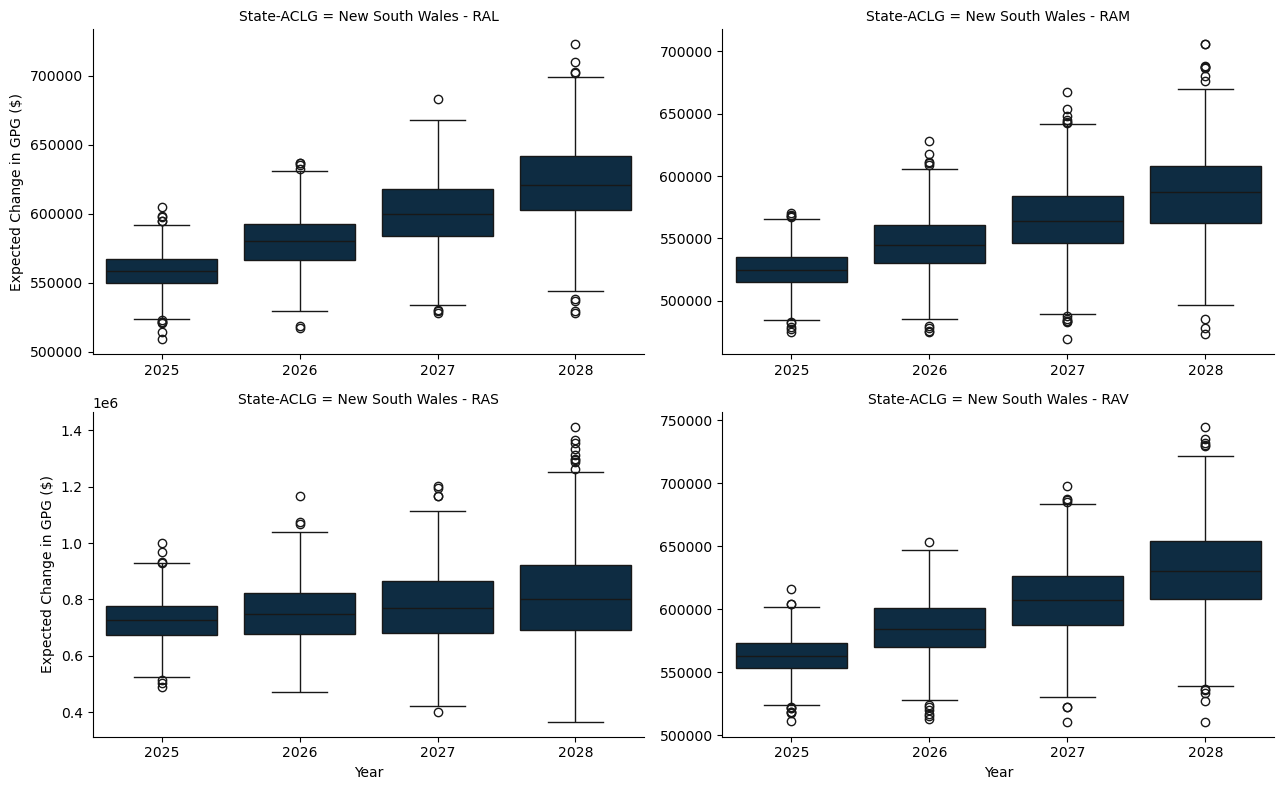 State-ACLG = New South Wales - RAL
Expected Change in GPG ($)
700000
650000
600000
550000
500000
2025 2026 2027 2028
State-ACLG = New South Wales - RAM
700000
650000
600000
550000
500000
2025 2026 2027 2028
State-ACLG = New South Wales - RAS
1e6
Expected Change in GPG ($)
1.4
1.2
1.0
0.8
0.6
0.4
2025 2026 2027 2028
Year
State-ACLG = New South Wales - RAV
750000
700000
650000
600000
550000
500000
2025 2026 2027 2028
Year